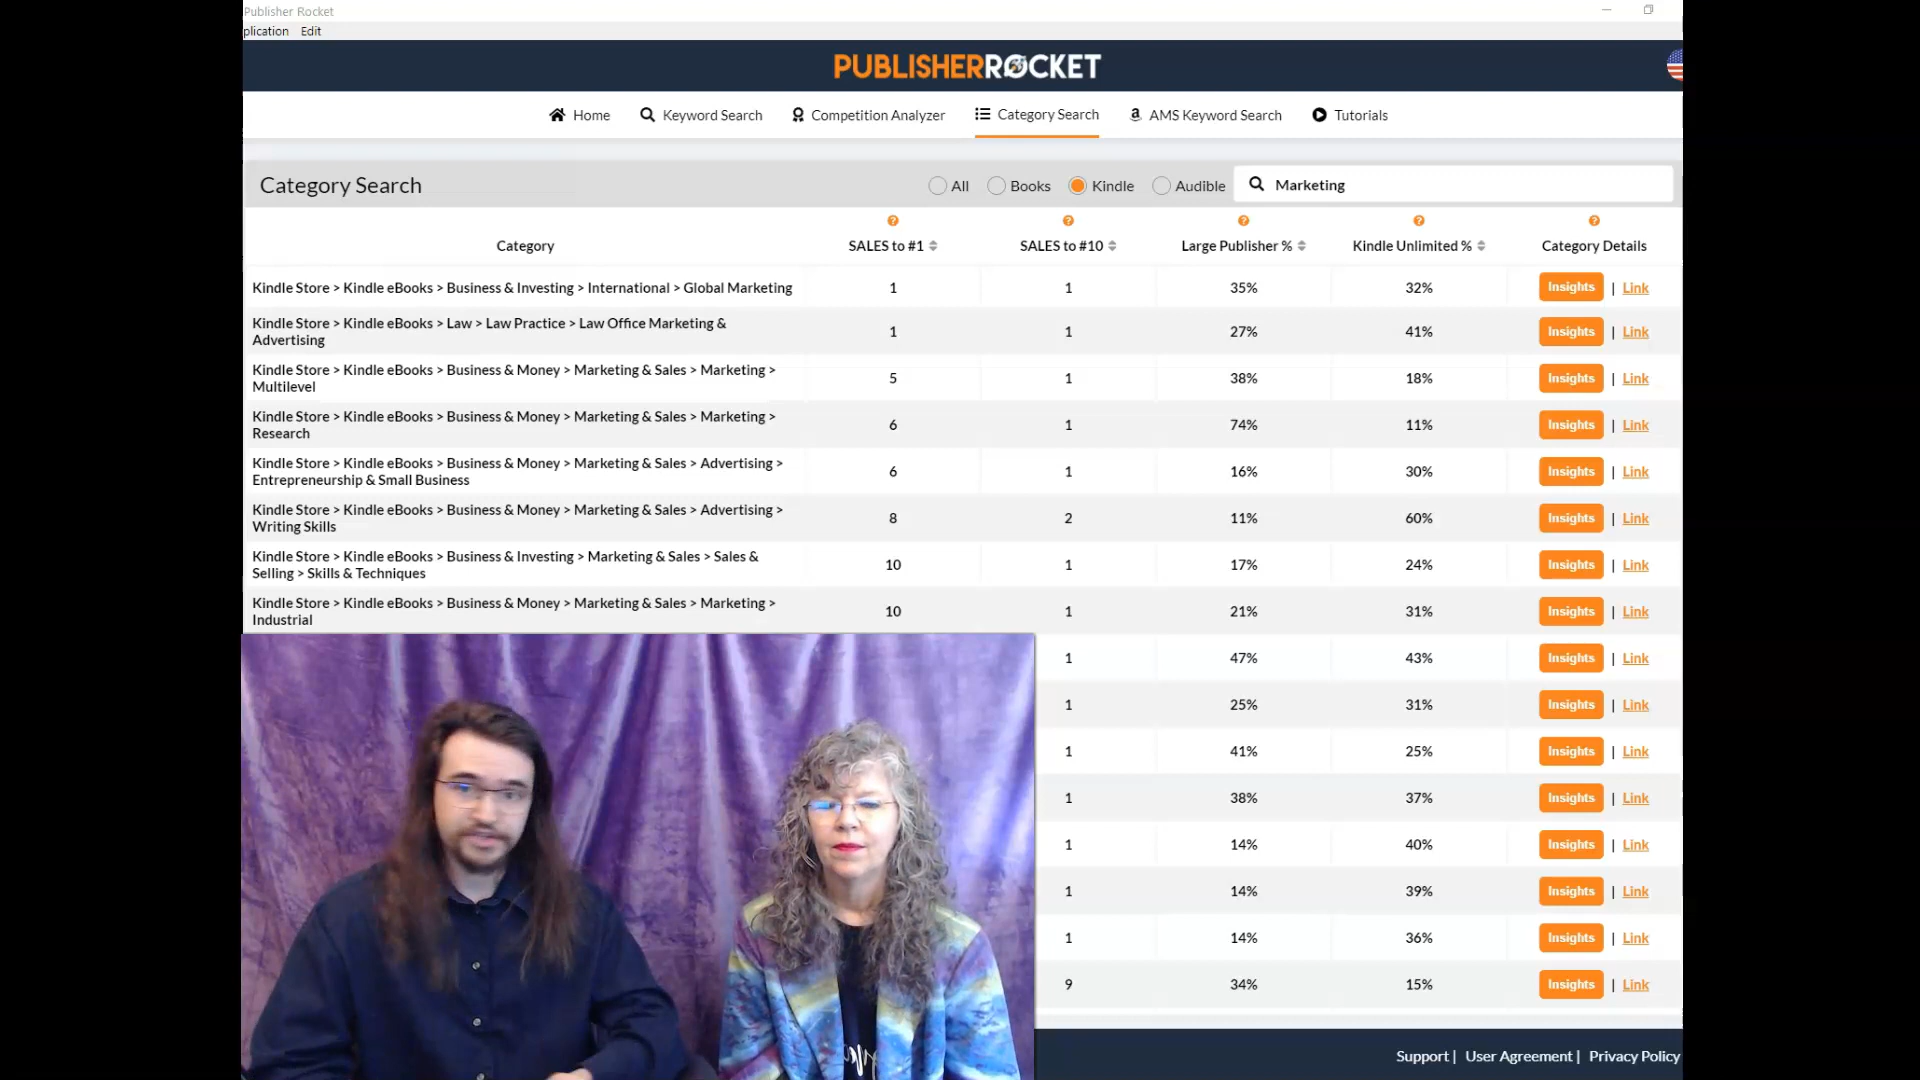 Publisher Rocket
plication Edit
PUBLISHERROCKET
Home Keyword Search Competition Analyzer Category Search AMS Keyword Search Tutorials
Category Search All Books Kindle Audible Marketing
Category SALES to #1 SALES to #10 Large Publisher % Kindle Unlimited % Category Details
Kindle Store > Kindle eBooks > Business & Investing > International > Global Marketing 1 1 35% 32% Insights | Link
Kindle Store > Kindle eBooks > Law > Law Practice > Law Office Marketing &
Advertising 1 1 27% 41% Insights | Link
Kindle Store > Kindle eBooks > Business & Money > Marketing & Sales > Marketing >
Multilevel 5 1 38% 18% Insights | Link
Kindle Store > Kindle eBooks > Business & Money > Marketing & Sales > Marketing >
Research 6 1 74% 11% Insights | Link
Kindle Store > Kindle eBooks > Business & Money > Marketing & Sales > Advertising >
Entrepreneurship & Small Business 6 1 16% 30% Insights | Link
Kindle Store > Kindle eBooks > Business & Money > Marketing & Sales > Advertising >
Writing Skills 8 2 11% 60% Insights | Link
Kindle Store > Kindle eBooks > Business & Investing > Marketing & Sales > Sales &
Selling > Skills & Techniques 10 1 17% 24% Insights | Link
Kindle Store > Kindle eBooks > Business & Money > Marketing & Sales > Marketing >
Industrial 10 1 21% 31% Insights | Link
1 47% 43% Insights | Link
1 25% 31% Insights | Link
1 41% 25% Insights | Link
1 38% 37% Insights | Link
1 14% 40% Insights | Link
1 14% 39% Insights | Link
1 14% 36% Insights | Link
9 34% 15% Insights | Link
Support | User Agreement | Privacy Policy